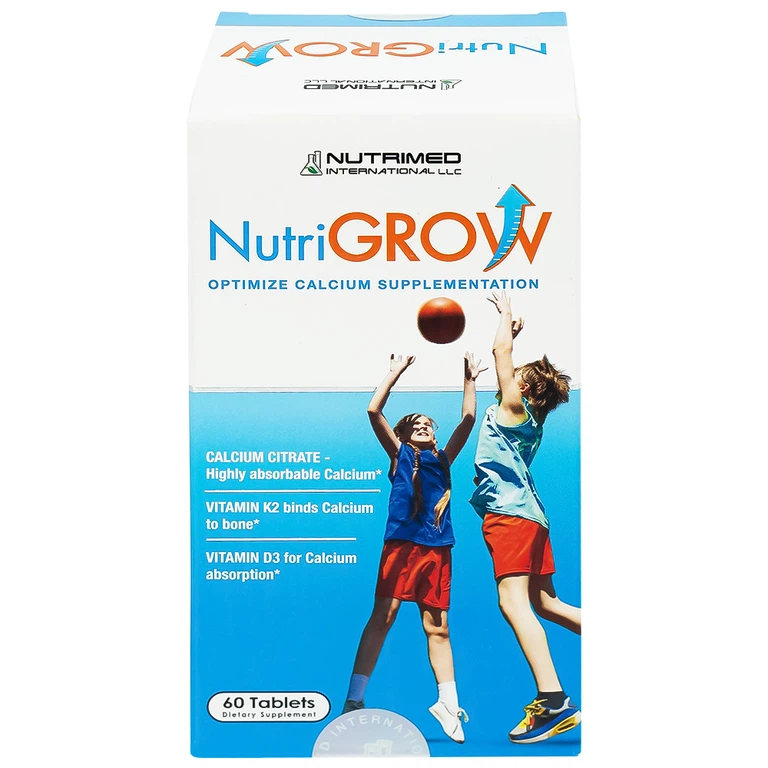 NutriGROW
NUTRIMED
INTERNATIONAL LLC
NUTRIMED
INTERNATIONAL LLC
NutriGROW
OPTIMIZE CALCIUM SUPPLEMENTATION
CALCIUM CITRATE -
Highly absorbable Calcium*
VITAMIN K2 binds Calcium
to bone*
VITAMIN D3 for Calcium
absorption*
60 Tablets
Dietary Supplement
INTERNATION